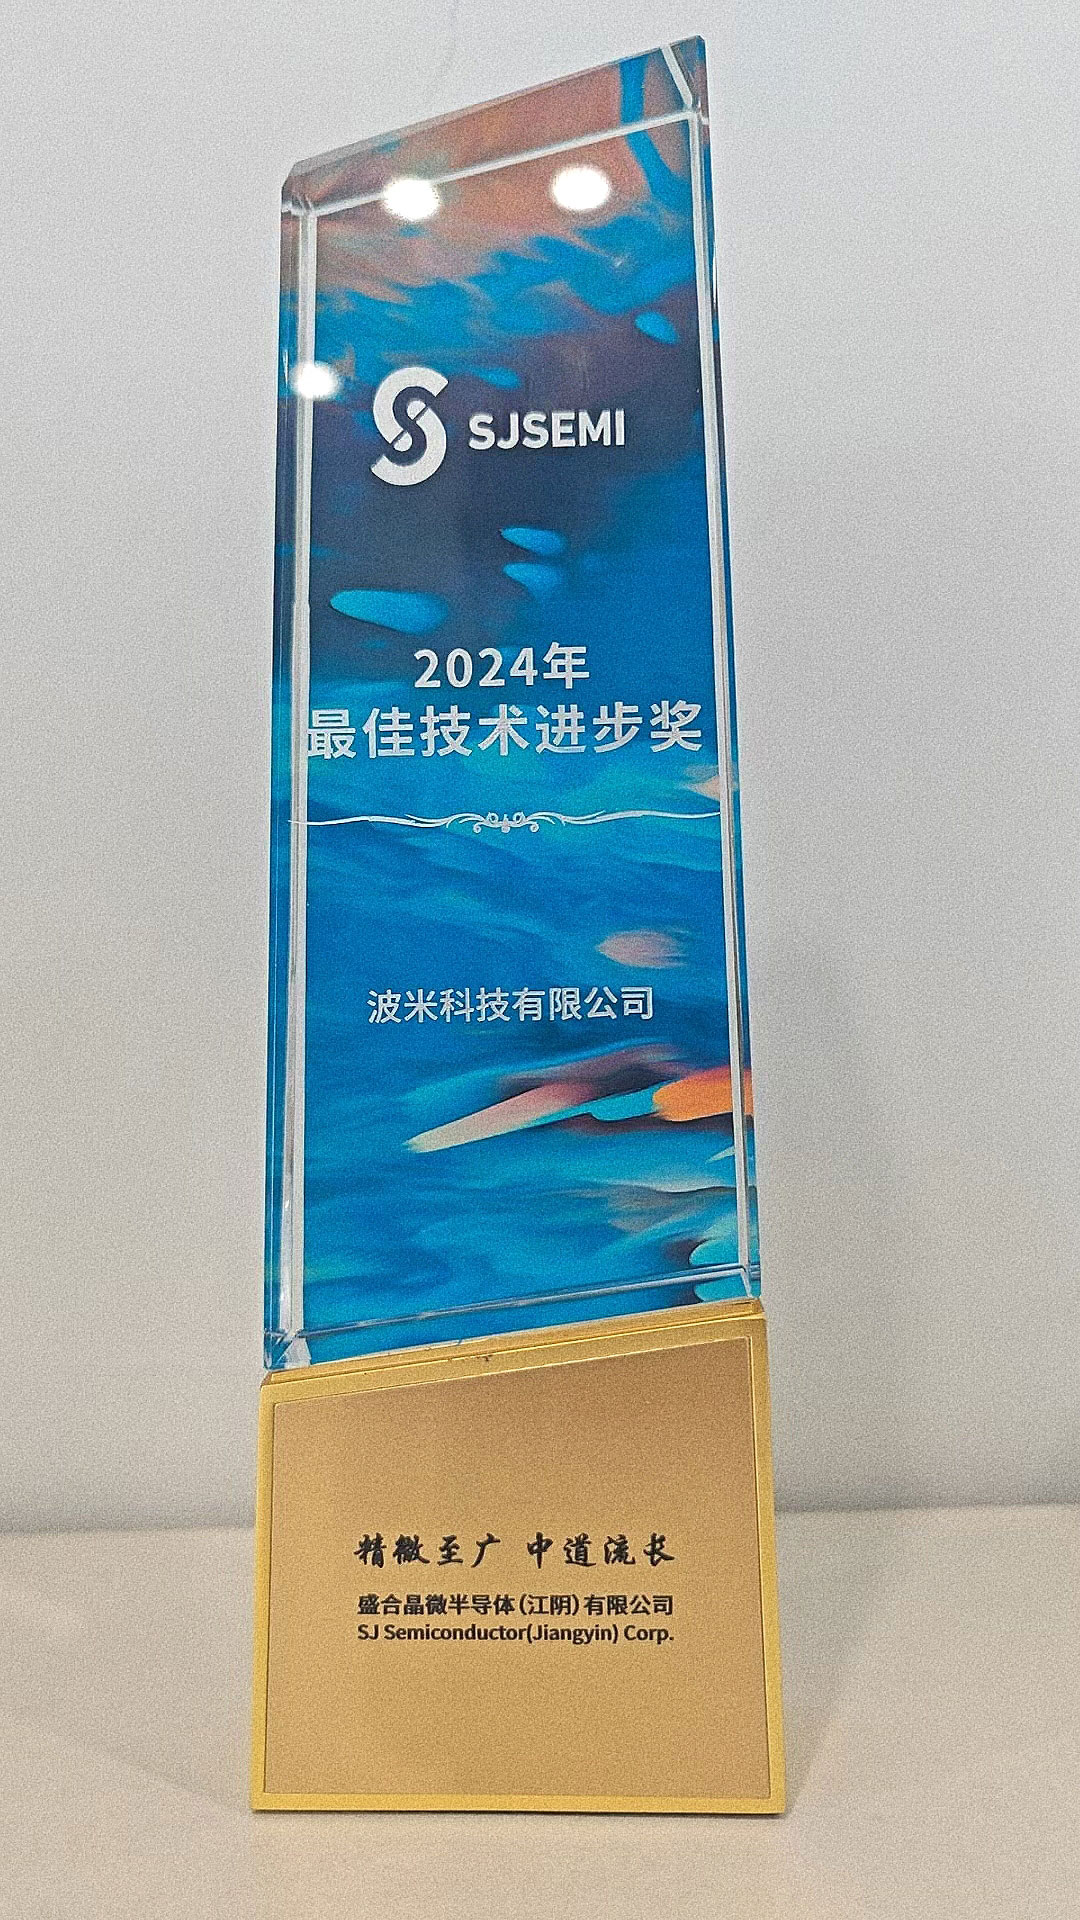 SJSEMI
2024年
最佳技术进步奖
波米科技有限公司
精微至广 中道流长
盛合晶微半导体(江阴)有限公司
SJ Semiconductor(Jiangyin) Corp.